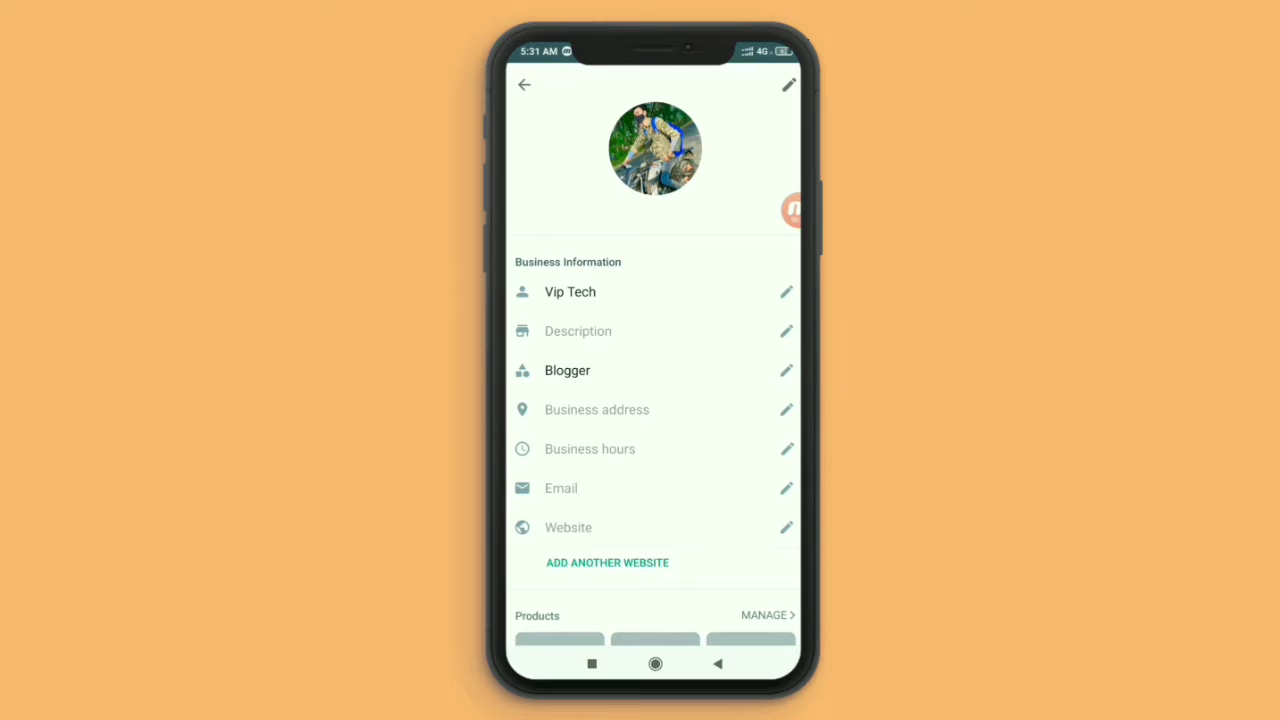 5:31 AM
4G
Business Information
Vip Tech
Description
Blogger
Business address
Business hours
Email
Website
ADD ANOTHER WEBSITE
Products
MANAGE >